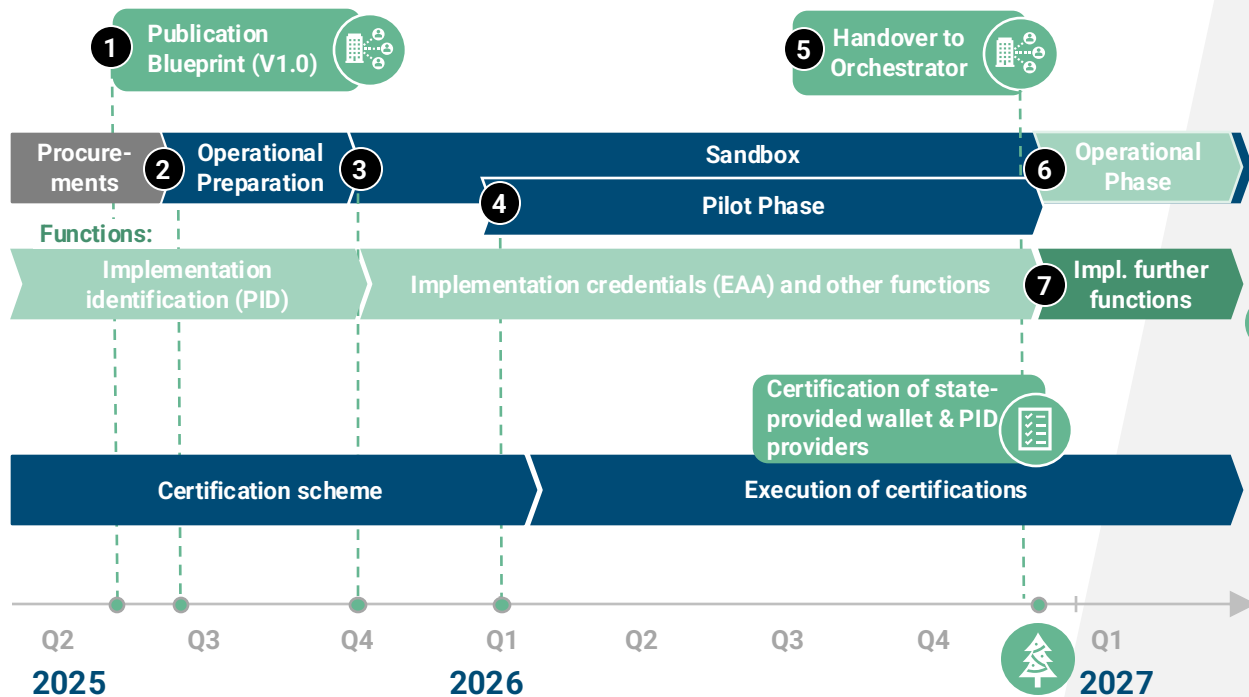 1
Publication
Blueprint (V1.0)
5
Handover to
Orchestrator
Procure-
ments
2
Operational
Preparation
3
Sandbox
4
Pilot Phase
6
Operational
Phase
Functions:
Implementation
identification (PID)
Implementation credentials (EAA) and other functions
7
Impl. further
functions
Certification of state-
provided wallet & PID
providers
Certification scheme
Execution of certifications
Q2
Q3
Q4
Q1
Q2
Q3
Q4
Q1
2025
2026
2027